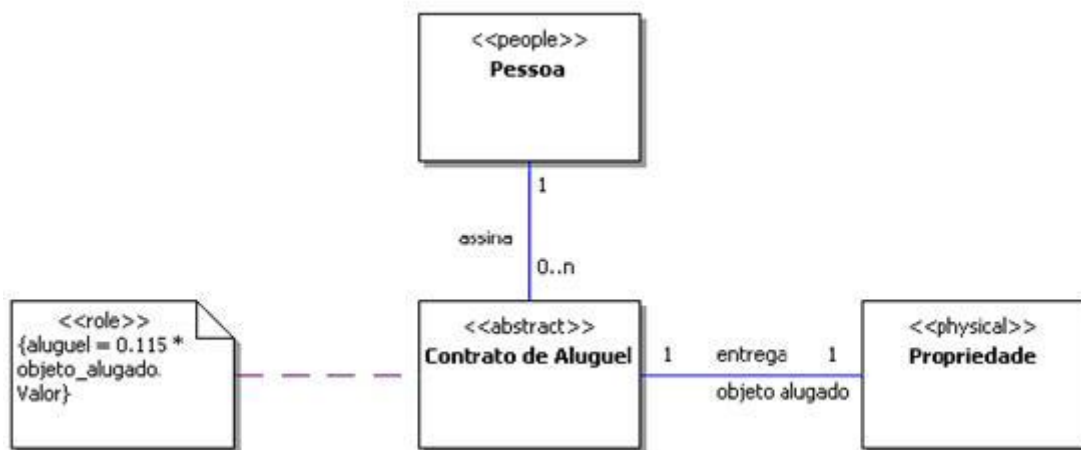 <<people>>
Pessoa
1
assina
0..n
<<role>>
{aluguel = 0.115 *
objeto_alugado.
Valor}
<<abstract>>
Contrato de Aluguel
1 entrega 1
objeto alugado
<<physical>>
Propriedade